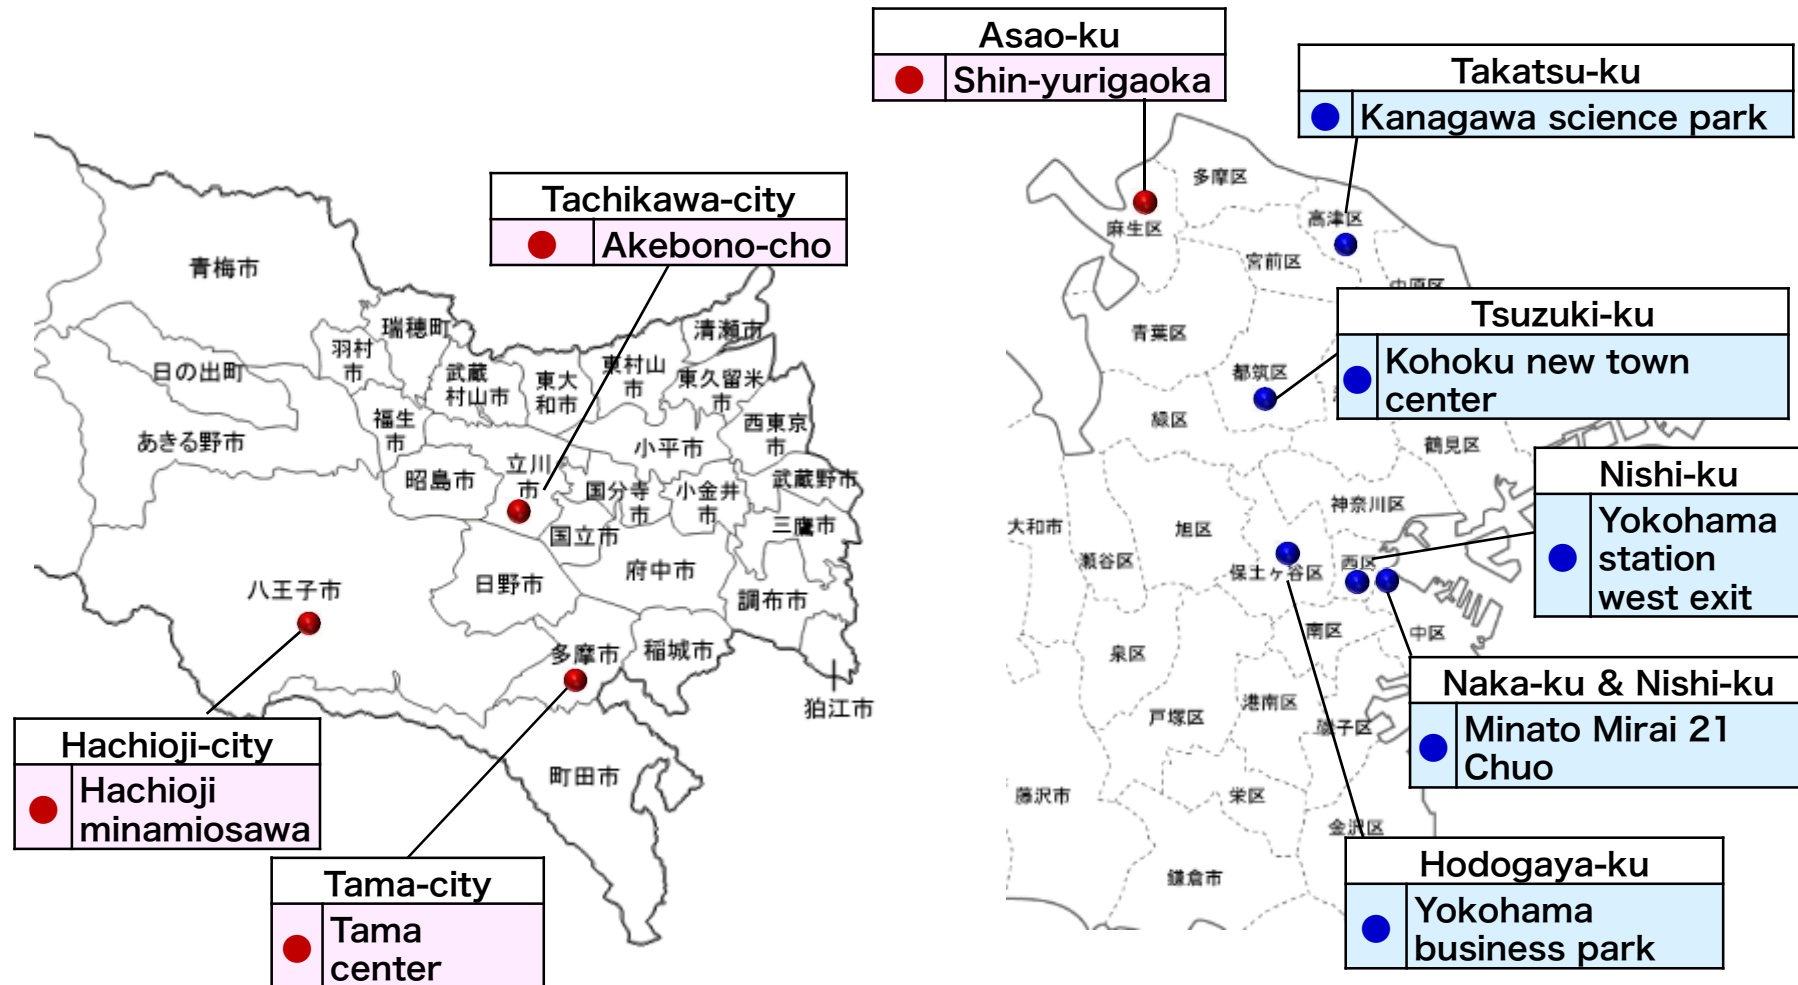 Asao-ku
Shin-yurigaoka
Takatsu-ku
Kanagawa science park
Tachikawa-city
Akebono-cho
多摩区
麻生区
高津区
宮前区
中原区
青梅市
瑞穂町
清瀬市
羽村
市
東村山
市
日の出町
武蔵
村山市
東大
和市
東久留米
市
福生
市
西東京
市
あきる野市
小平市
昭島市
立川
市
国分寺
市
小金井
市
武蔵野市
国立市
三鷹市
日野市
府中市
調布市
八王子市
多摩市
稲城市
狛江市
町田市
Hachioji-city
Hachioji
minamiosawa
Tama-city
Tama
center
青葉区
Tsuzuki-ku
Kohoku new town
center
都筑区
緑区
鶴見区
Nishi-ku
Yokohama
station
west exit
神奈川区
大和市
旭区
瀬谷区
保土ヶ谷区
西区
南区
中区
泉区
Naka-ku & Nishi-ku
Minato Mirai 21
Chuo
港南区
戸塚区
磯子区
藤沢市
栄区
金沢区
鎌倉市
Hodogaya-ku
Yokohama
business park